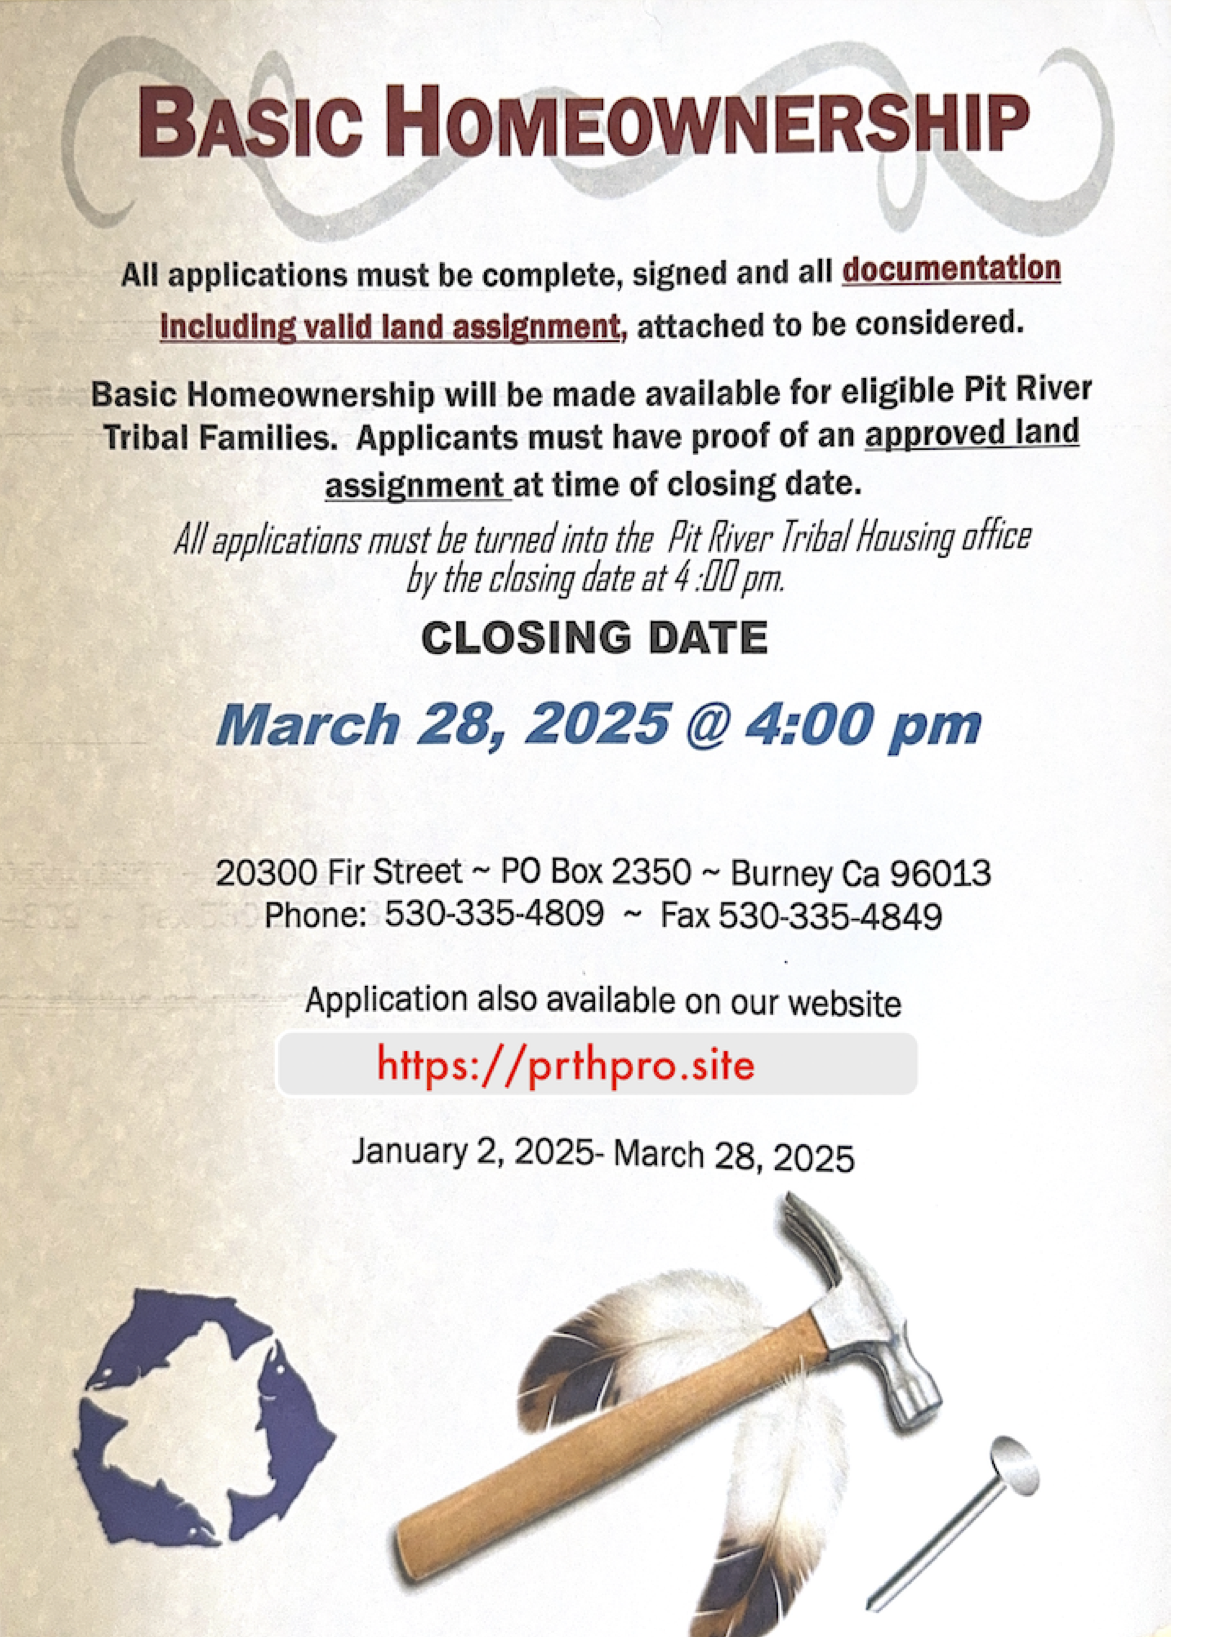 BASIC HOMEOWNERSHIP
All applications must be complete, signed and all documentation
including valid land assignment, attached to be considered.
Basic Homeownership will be made available for eligible Pit River
Tribal Families. Applicants must have proof of an approved land
assignment at time of closing date.
All applications must be turned into the Pit River Tribal Housing office
by the closing date at 4 :00 pm.
CLOSING DATE
March 28, 2025 @ 4:00 pm
20300 Fir Street ~ PO Box 2350 ~ Burney Ca 96013
Phone: 530-335-4809 ~ Fax 530-335-4849
Application also available on our website
https://prthpro.site
January 2, 2025- March 28, 2025